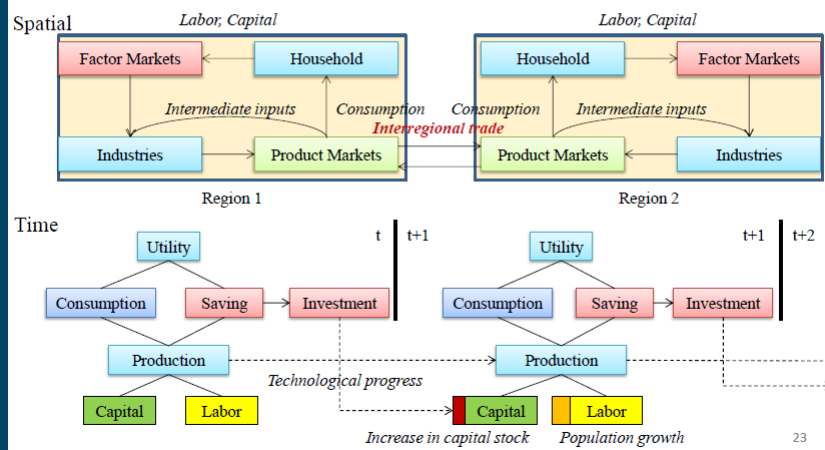 Spatial
Labor, Capital
Labor, Capital
Factor Markets
Household
Household
Factor Markets
Intermediate inputs
Consumption
Consumption
Intermediate inputs
Interregional trade
Industries
Product Markets
Product Markets
Industries
Region 1
Region 2
Time
t
t+1
t+1
t+2
Utility
Utility
Consumption
Saving
Investment
Consumption
Saving
Investment
Production
Production
Technological progress
Capital
Labor
Capital
Labor
Increase in capital stock
Population growth
23